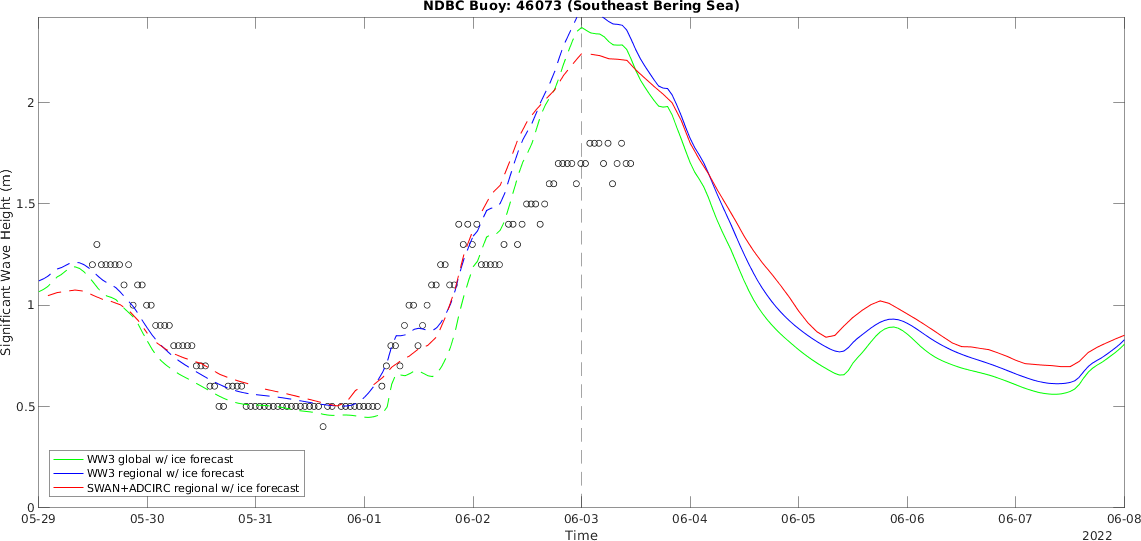 NDBC Buoy: 46073 (Southeast Bering Sea)
Significant Wave Height (m)
2
1.5
1
0.5
0
WW3 global w/ ice forecast
WW3 regional w/ ice forecast
SWAN+ADCIRC regional w/ ice forecast
05-29 05-30 05-31 06-01 06-02 06-03 06-04 06-05 06-06 06-07 06-08
Time
2022